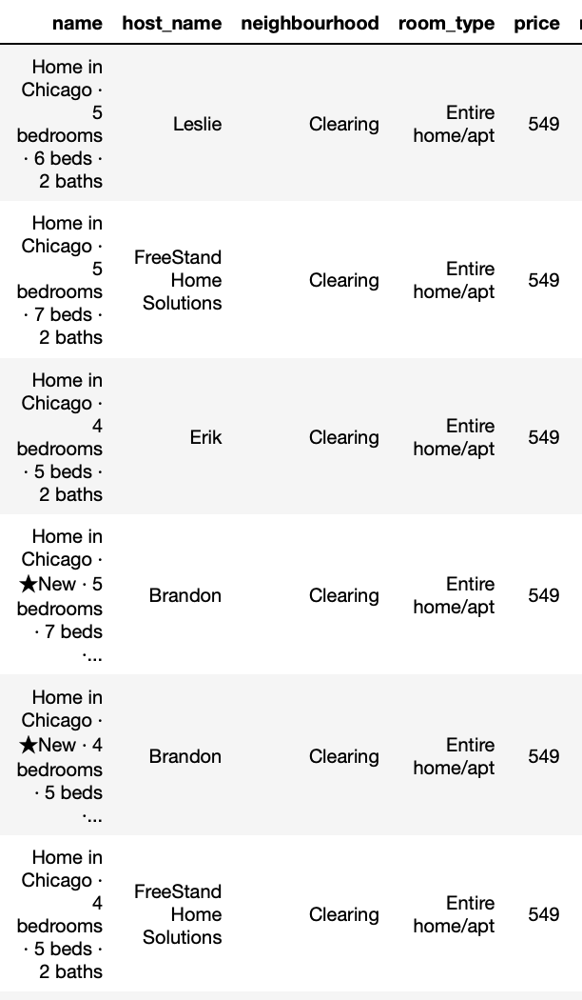 name host_name neighbourhood room_type price
Home in
Chicago ·
5
bedrooms
· 6 beds ·
2 baths
Leslie
Clearing
Entire
home/apt
549
Home in
Chicago ·
5
bedrooms
· 7 beds ·
2 baths
FreeStand
Home
Solutions
Clearing
Entire
home/apt
549
Home in
Chicago ·
4
bedrooms
· 5 beds ·
2 baths
Erik
Clearing
Entire
home/apt
549
Home in
Chicago ·
★New · 5
bedrooms
· 7 beds
·...
Brandon
Clearing
Entire
home/apt
549
Home in
Chicago ·
★New · 4
bedrooms
· 5 beds
·...
Brandon
Clearing
Entire
home/apt
549
Home in
Chicago ·
4
bedrooms
· 5 beds ·
2 baths
FreeStand
Home
Solutions
Clearing
Entire
home/apt
549